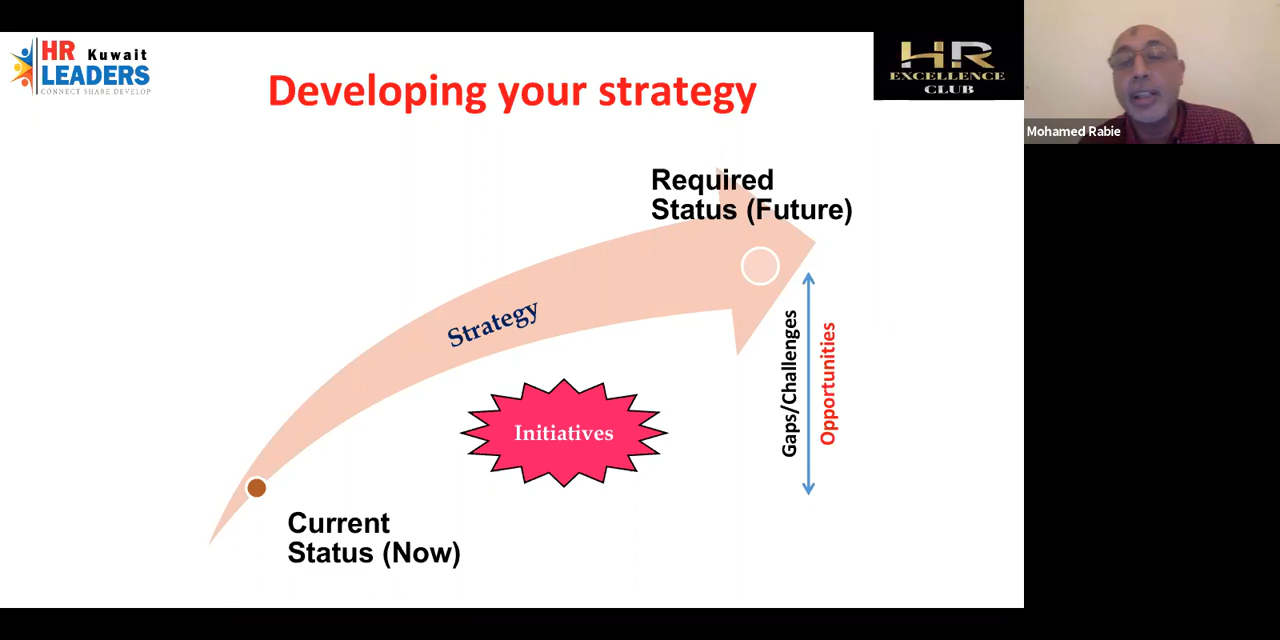 HR Kuwait
LEADERS
CONNECT SHARE DEVELOP
Developing your strategy
HR
EXCELLENCE
CLUB
Mohamed Rabie
Required
Status (Future)
Strategy
Gaps/Challenges
Opportunities
Initiatives
Current
Status (Now)